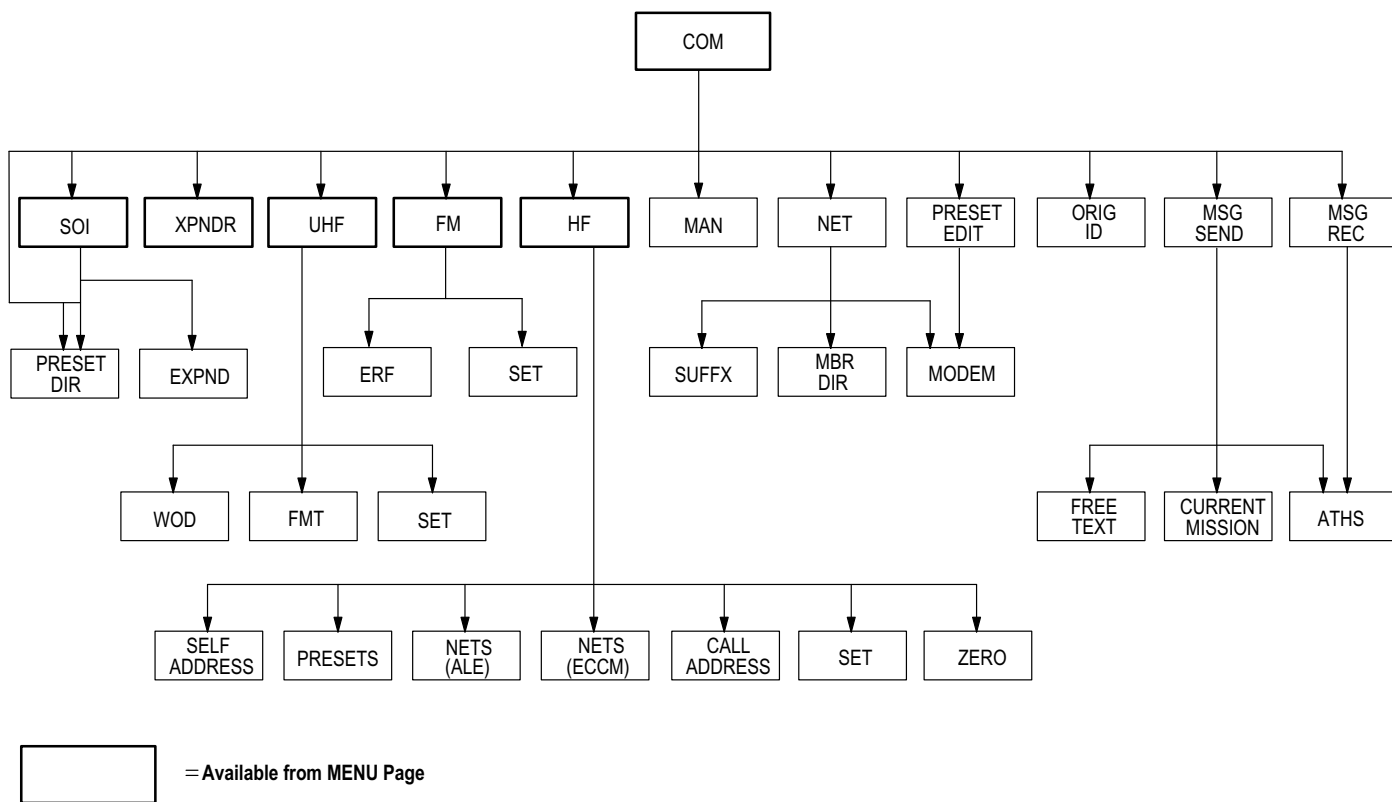 COM
SOI
XPNDR
UHF
FM
HF
MAN
NET
PRESET
EDIT
ORIG
ID
MSG
SEND
MSG
REC
PRESET
DIR
EXPND
ERF
SET
SUFFX
MBR
DIR
MODEM
WOD
FMT
SET
FREE
TEXT
CURRENT
MISSION
ATHS
SELF
ADDRESS
PRESETS
NETS
(ALE)
NETS
(ECCM)
CALL
ADDRESS
SET
ZERO
= Available from MENU Page